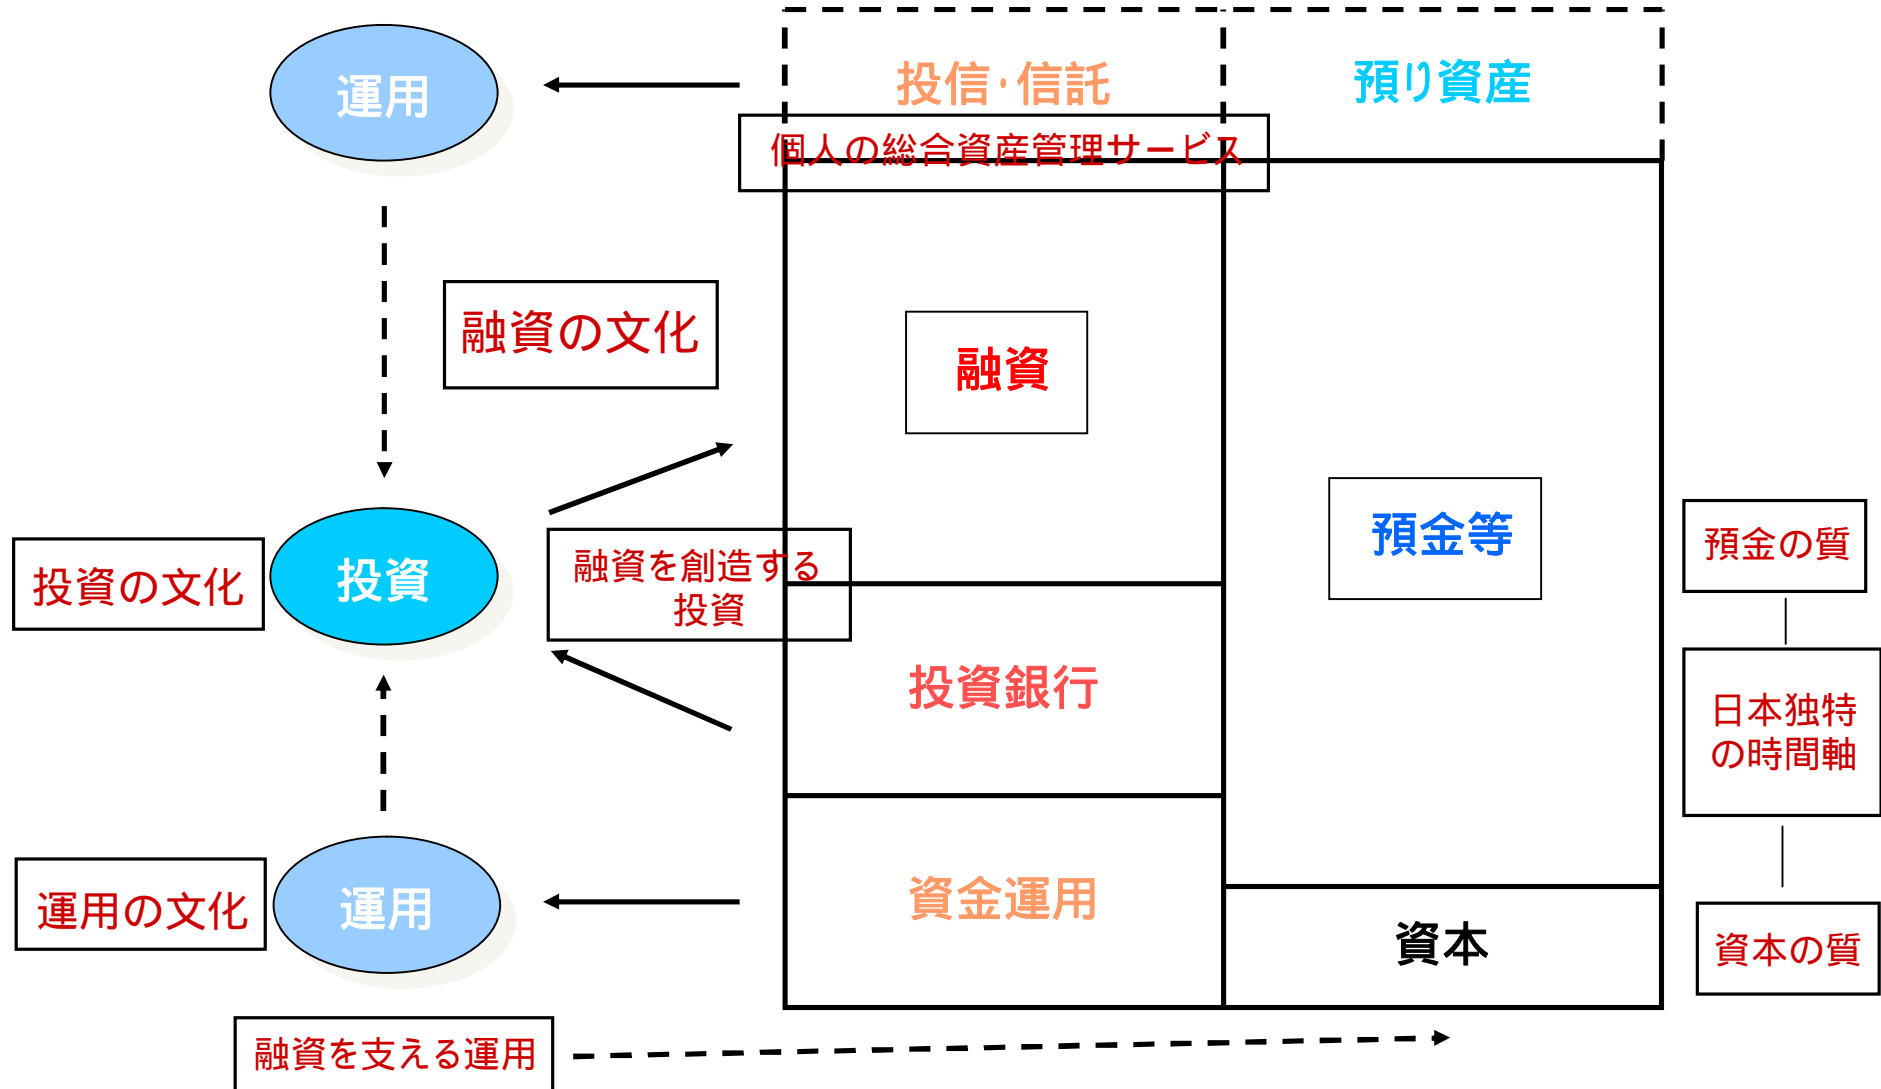 運用
投信・信託
預り資産
個人の総合資産管理サービス
融資の文化
融資
預金等
預金の質
投資の文化
投資
融資を創造する
投資
投資銀行
日本独特
の時間軸
運用の文化
運用
資金運用
資本
資本の質
融資を支える運用